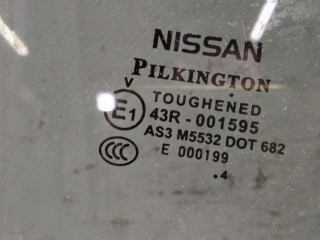 NISSAN
PILKINGTON
V
TOUGHENED
E1 43R - 001595
AS3 M5532 DOT 682
CCC E 000199
.4